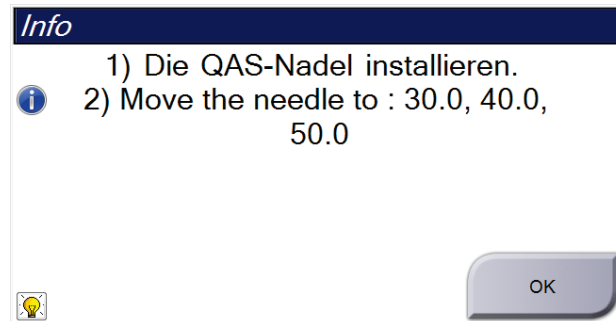 Info
1) Die QAS-Nadel installieren.
2) Move the needle to : 30.0, 40.0,
50.0
OK